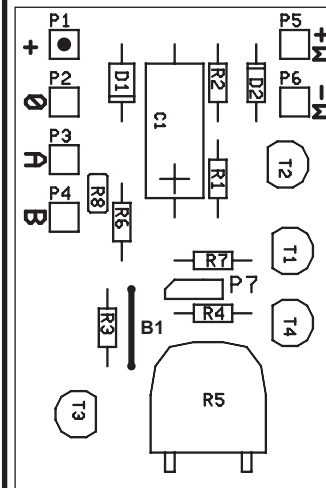 P1
+
P2
0
P3
A
P4
B
D1
C1
R2
D2
P5
M+
P6
M-
R1
T2
R8
R6
R7
P7
T1
R4
T4
R3
B1
T3
R5